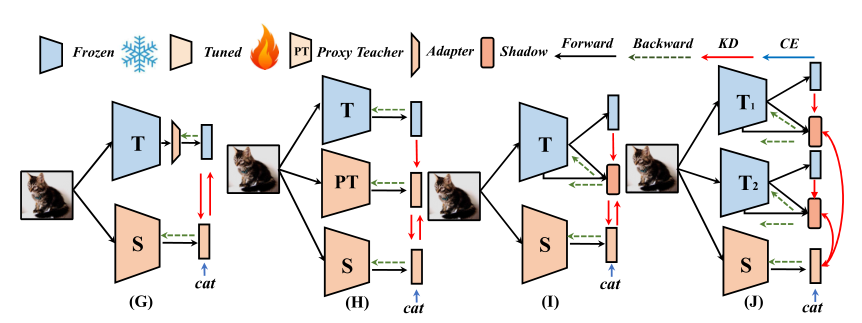 Frozen Tuned PT Proxy Teacher Adapter Shadow Forward Backward KD CE
T
S
cat
(G)
T
PT
S
cat
(H)
T
S
cat
(I)
T1
T2
S
cat
(J)